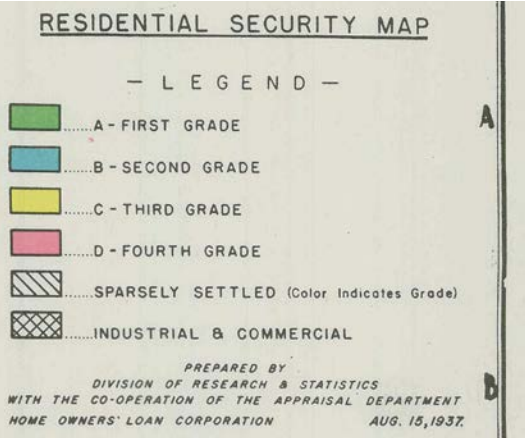 RESIDENTIAL SECURITY MAP
— LEGEND —
A - FIRST GRADE
B - SECOND GRADE
C - THIRD GRADE
D - FOURTH GRADE
SPARSELY SETTLED (Color Indicates Grade)
INDUSTRIAL & COMMERCIAL
PREPARED BY
DIVISION OF RESEARCH & STATISTICS
WITH THE CO-OPERATION OF THE APPRAISAL DEPARTMENT
HOME OWNERS' LOAN CORPORATION AUG. 15, 1937.
A
B